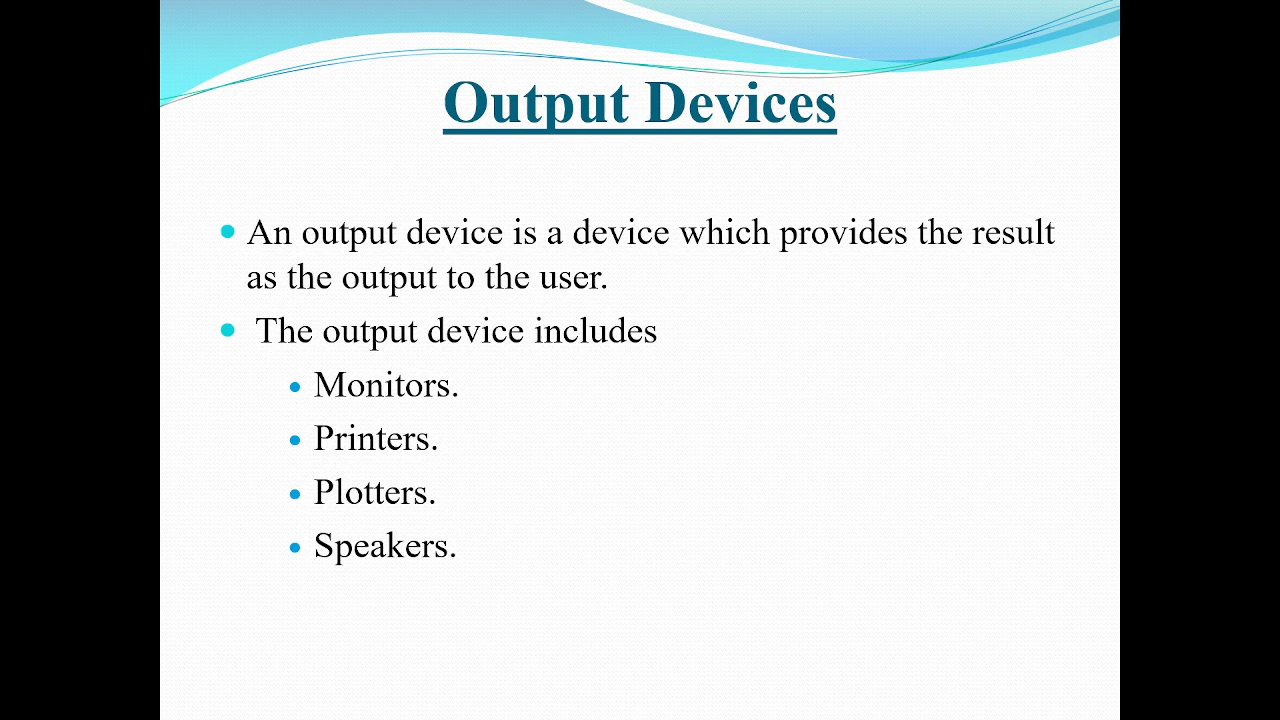 Output Devices
An output device is a device which provides the result
as the output to the user.
The output device includes
Monitors.
Printers.
Plotters.
Speakers.